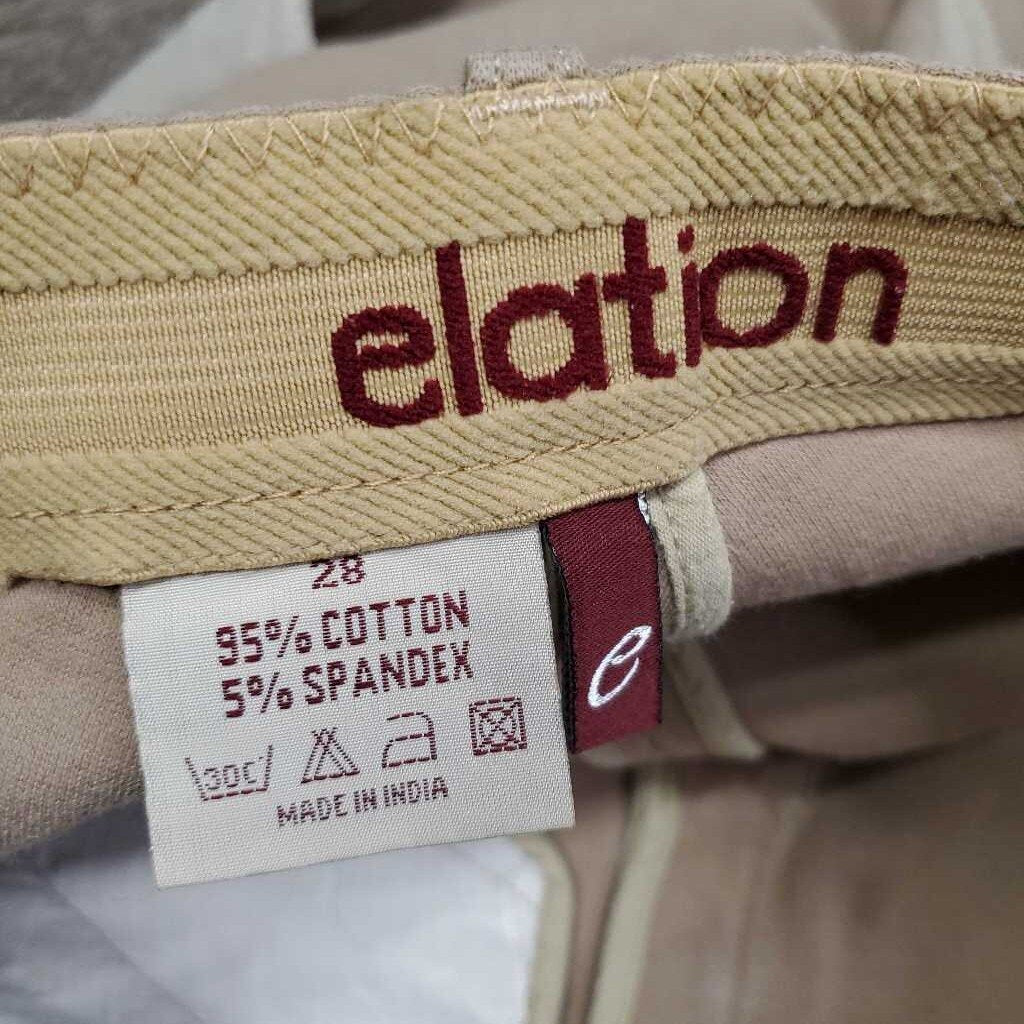 elation
28
95% COTTON
5% SPANDEX
e
30C
MADE IN INDIA